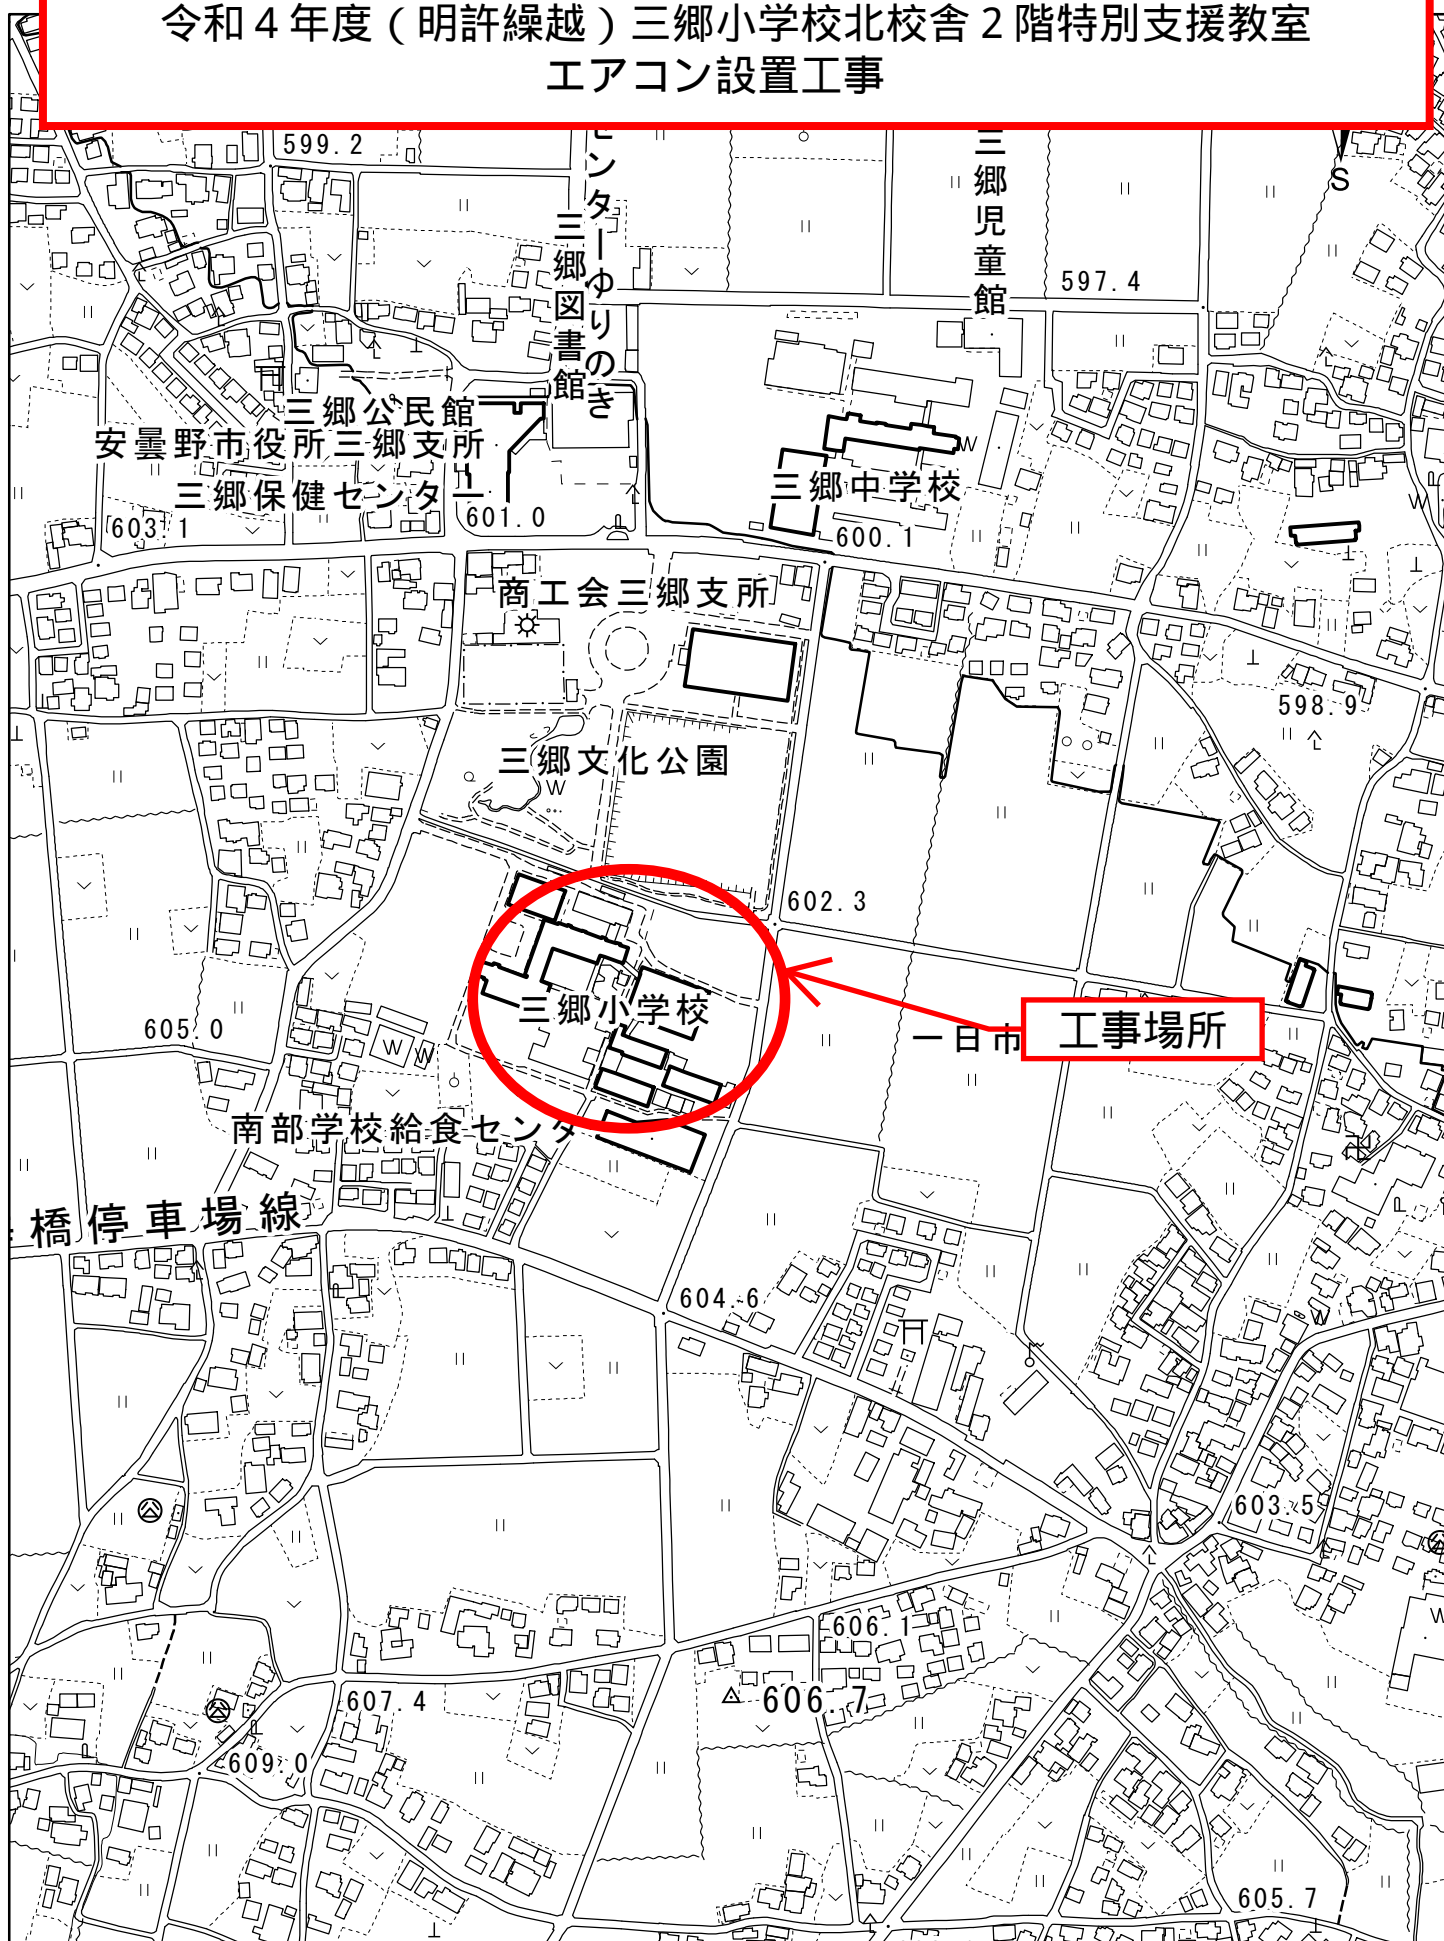 令和４年度（明許繰越）三郷小学校北校舎２階特別支援教室
エアコン設置工事
599.2
センターゆりのき
三郷図書館
三郷児童館
S
597.4
三郷公民館
安曇野市役所三郷支所
三郷保健センター
603.1
601.0
三郷中学校
600.1
商工会三郷支所
598.9
三郷文化公園
602.3
三郷小学校
605.0
一日市
工事場所
南部学校給食センタ
橋停車場線
604.6
603.5
606.1
606.7
607.4
609.0
605.7